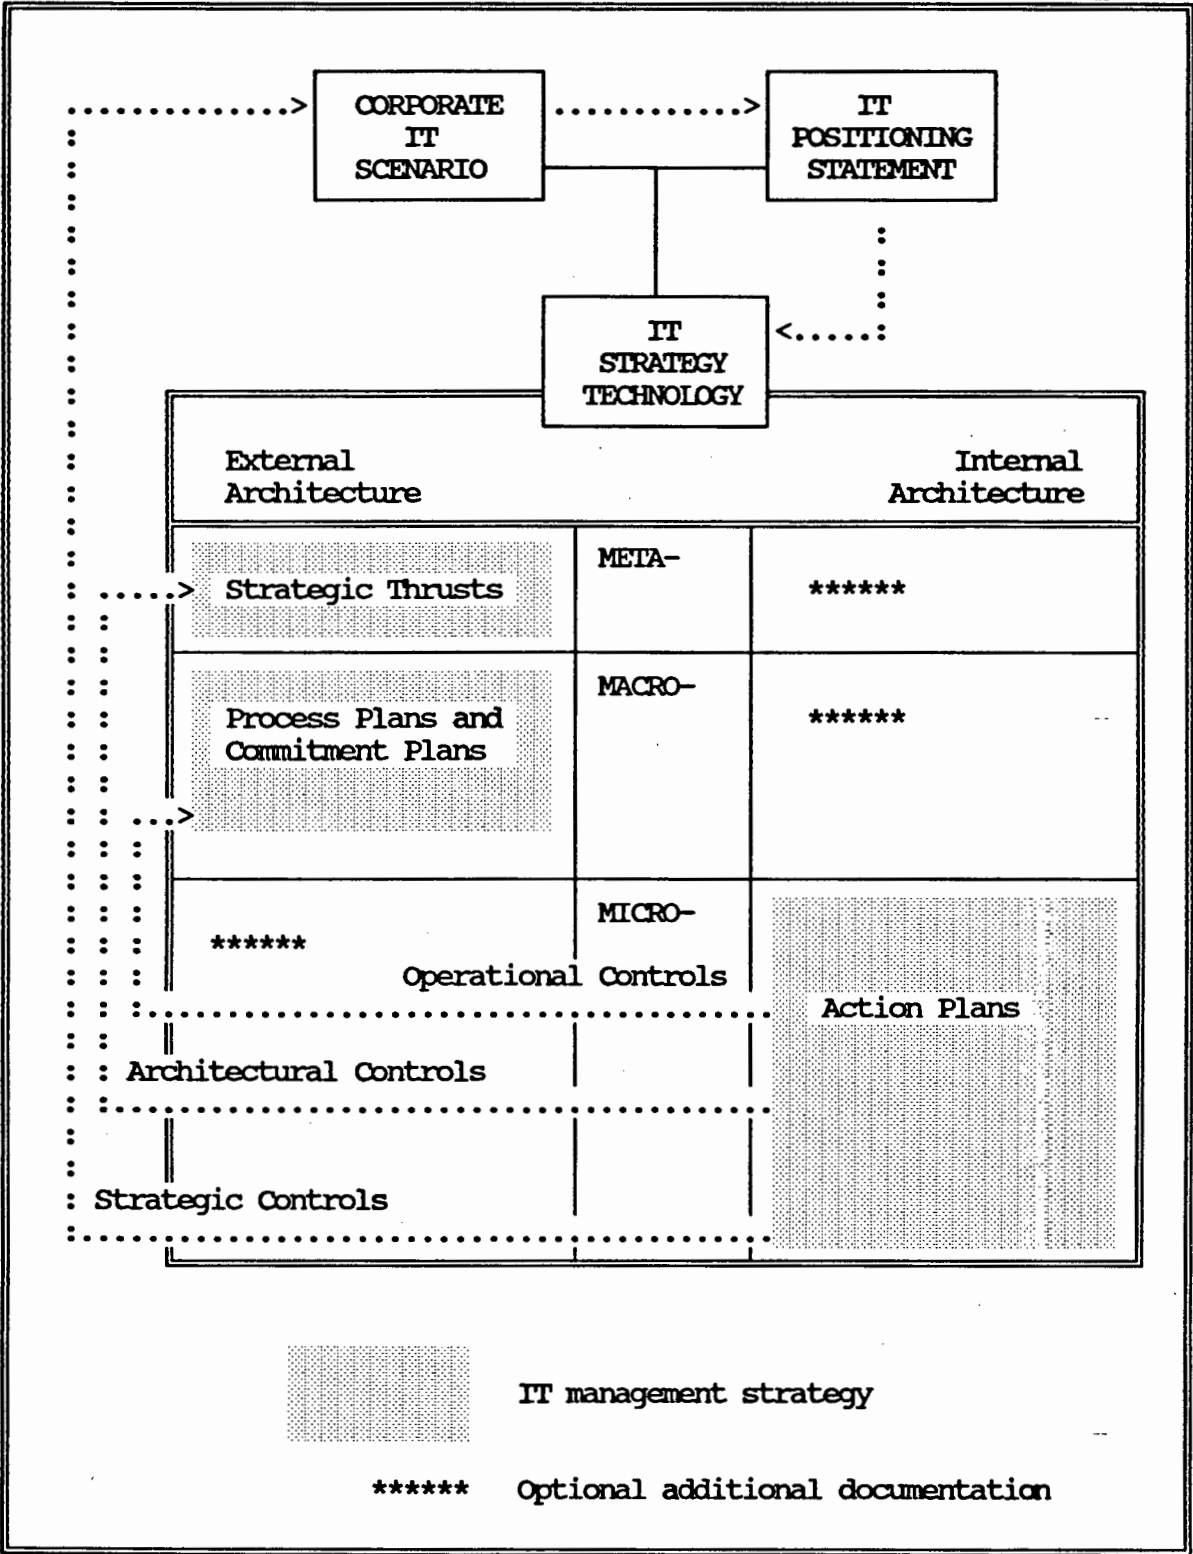 CORPORATE
IT
SCENARIO
IT
POSITIONING
STATEMENT
IT
STRATEGY
TECHNOLOGY
External
Architecture
Internal
Architecture
Strategic Thrusts
META-
******
Process Plans and
Commitment Plans
MACRO-
******
******
MICRO-
Operational Controls
Action Plans
Architectural Controls
Strategic Controls
IT management strategy
****** Optional additional documentation